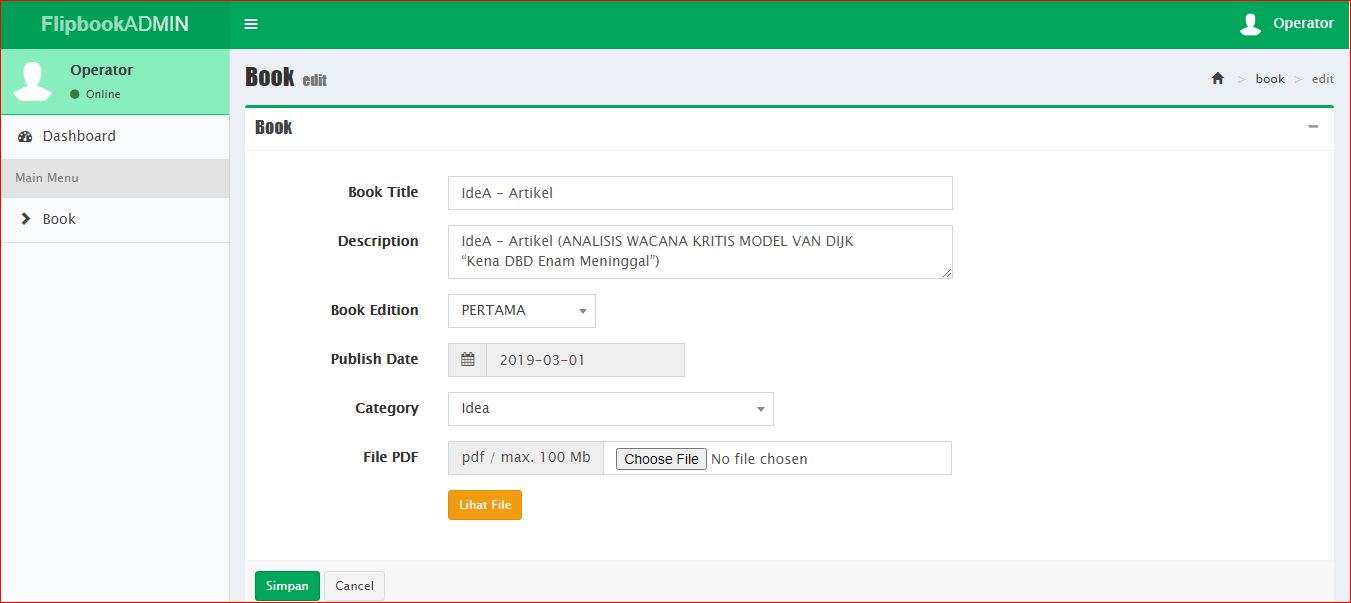 FlipbookADMIN
Operator
Operator
Online
Dashboard
Main Menu
Book
Book edit
> book > edit
Book
Book Title
IdeA - Artikel
Description
IdeA - Artikel (ANALISIS WACANA KRITIS MODEL VAN DIJK
“Kena DBD Enam Meninggal”)
Book Edition
PERTAMA
Publish Date
2019-03-01
Category
Idea
File PDF
pdf / max. 100 Mb
Choose File No file chosen
Lihat File
Simpan
Cancel